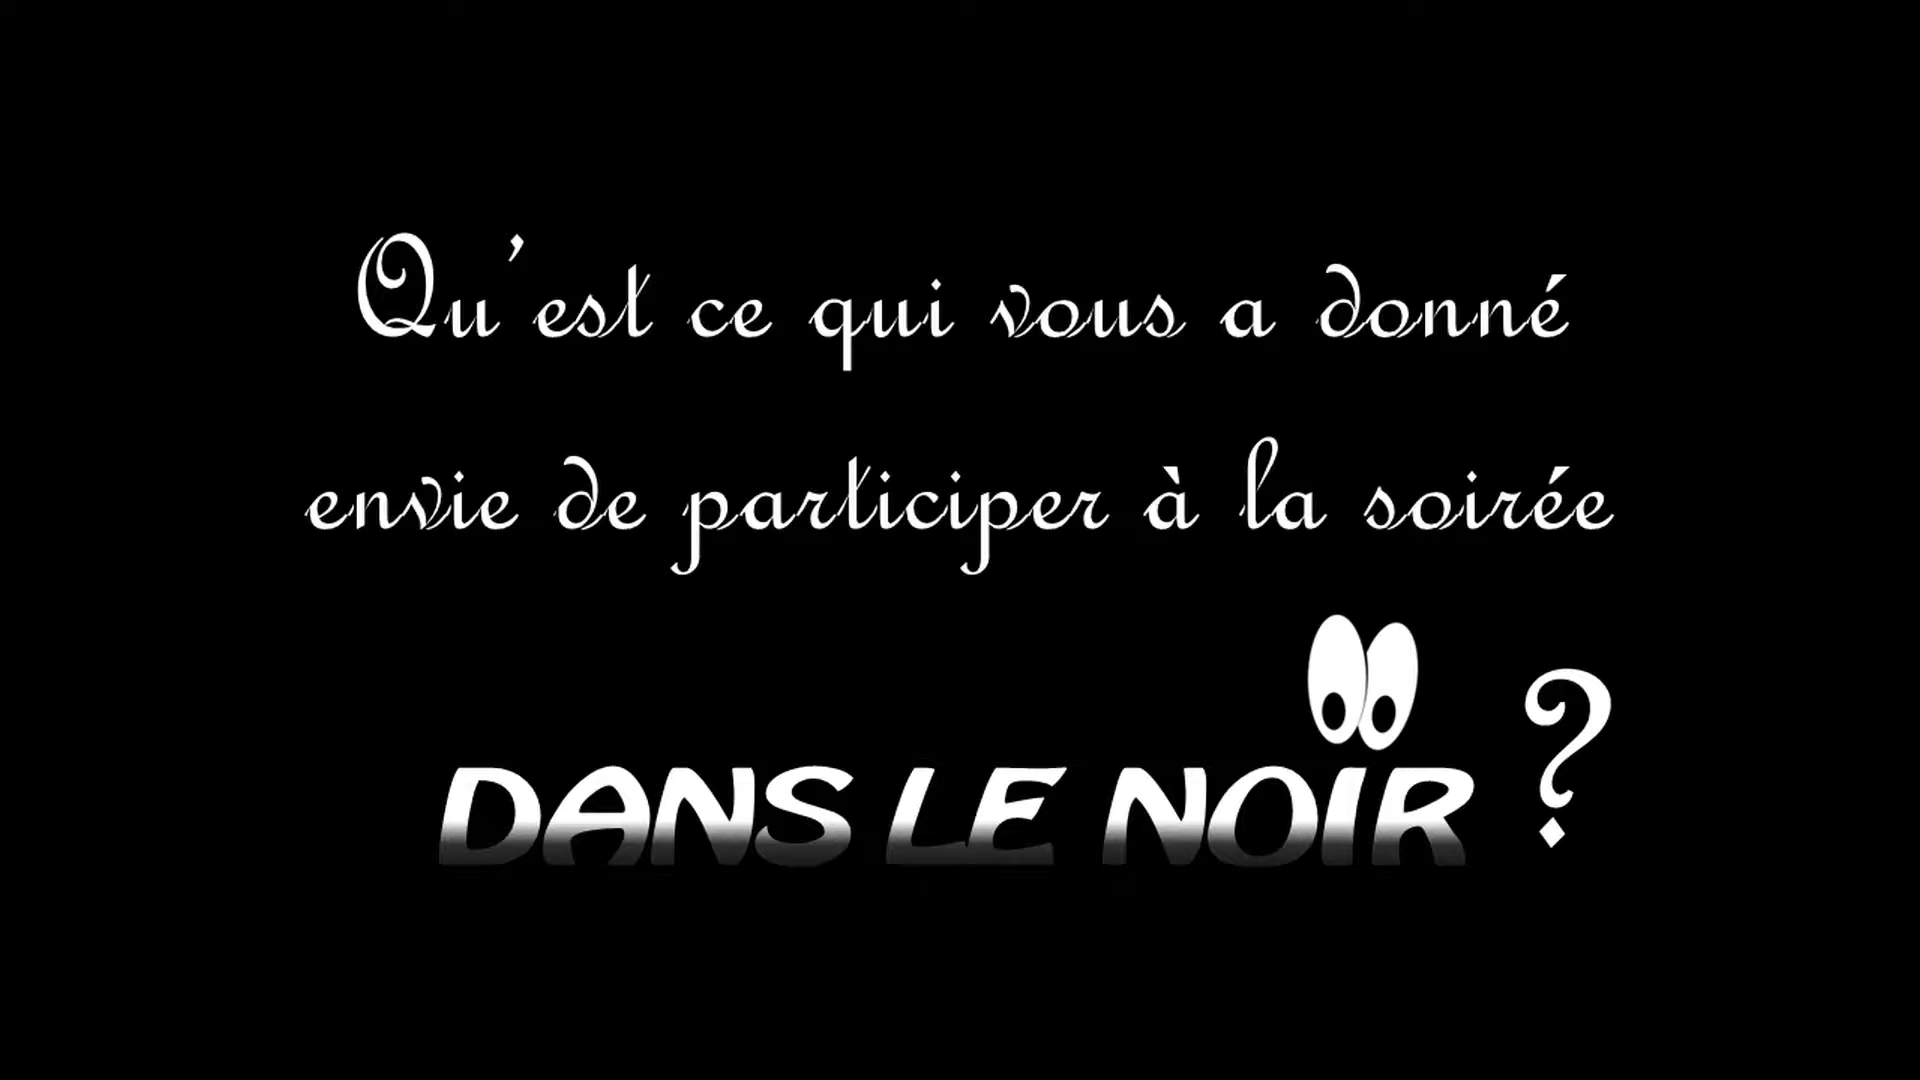 Qu'est ce qui vous a donné
envie de participer à la soirée
DANS LE NOIR ?